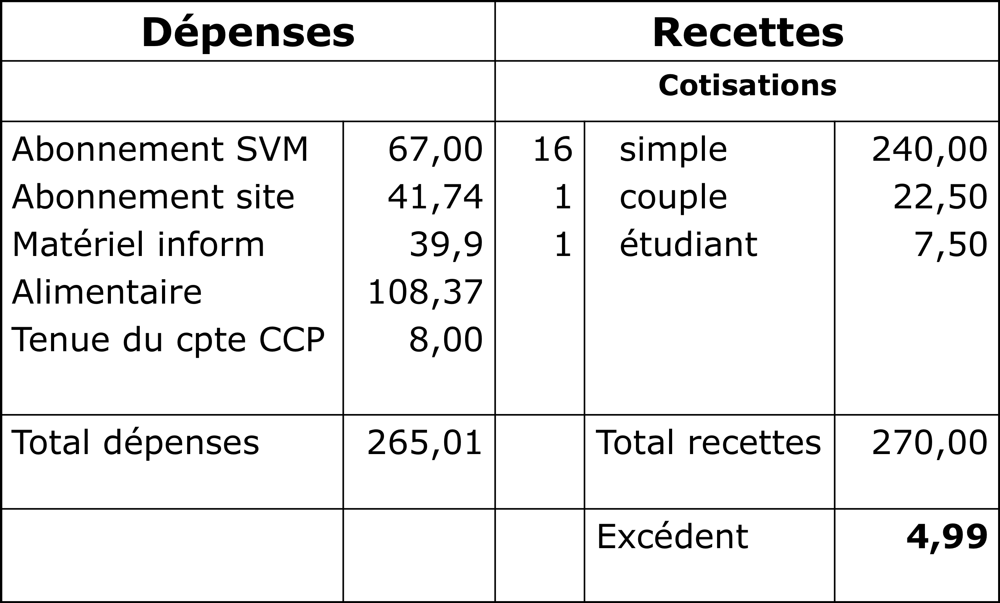 Dépenses Recettes
Cotisations
Abonnement SVM 67,00 16 simple 240,00
Abonnement site 41,74 1 couple 22,50
Matériel inform 39,9 1 étudiant 7,50
Alimentaire 108,37
Tenue du cpte CCP 8,00
Total dépenses 265,01 Total recettes 270,00
Excédent 4,99